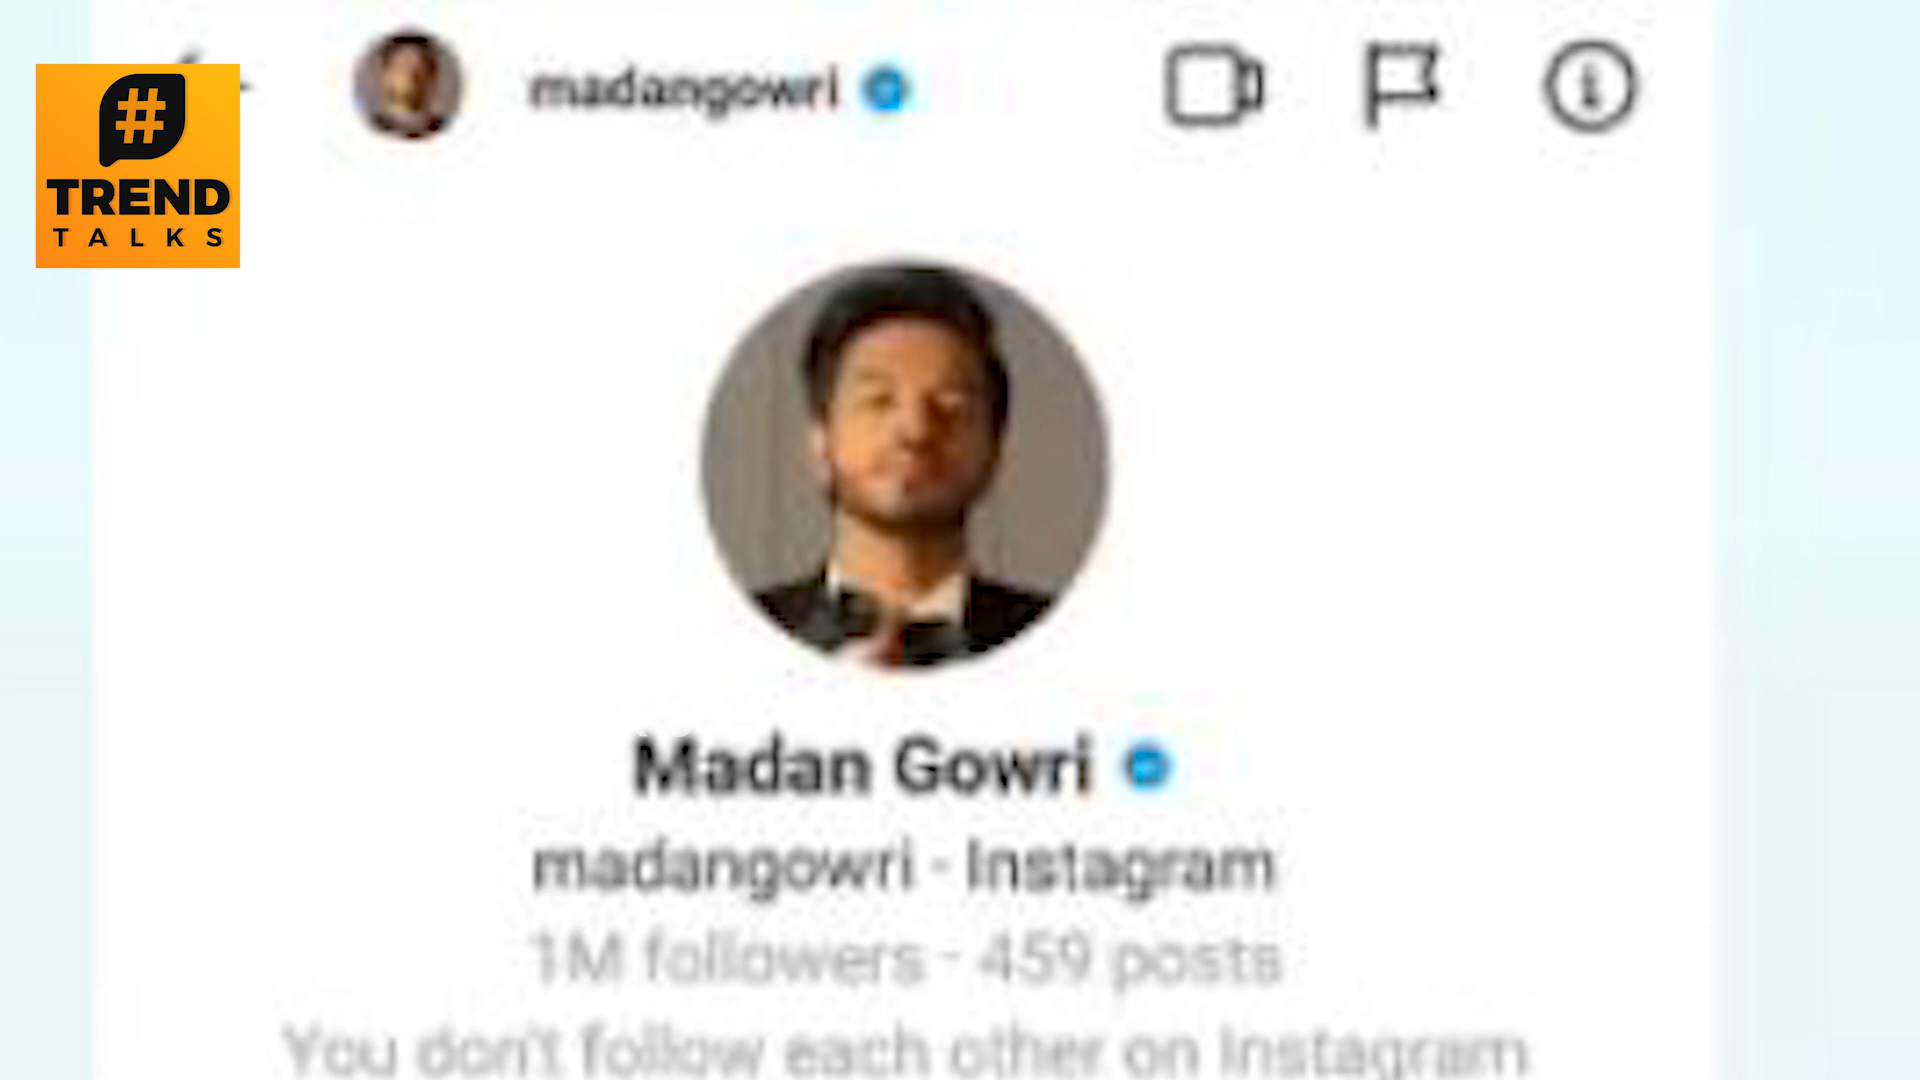 madangowri
#
TREND
TALKS
Madan Gowri
madangowri · Instagram
1M followers · 459 posts
You don't follow each other on Instagram